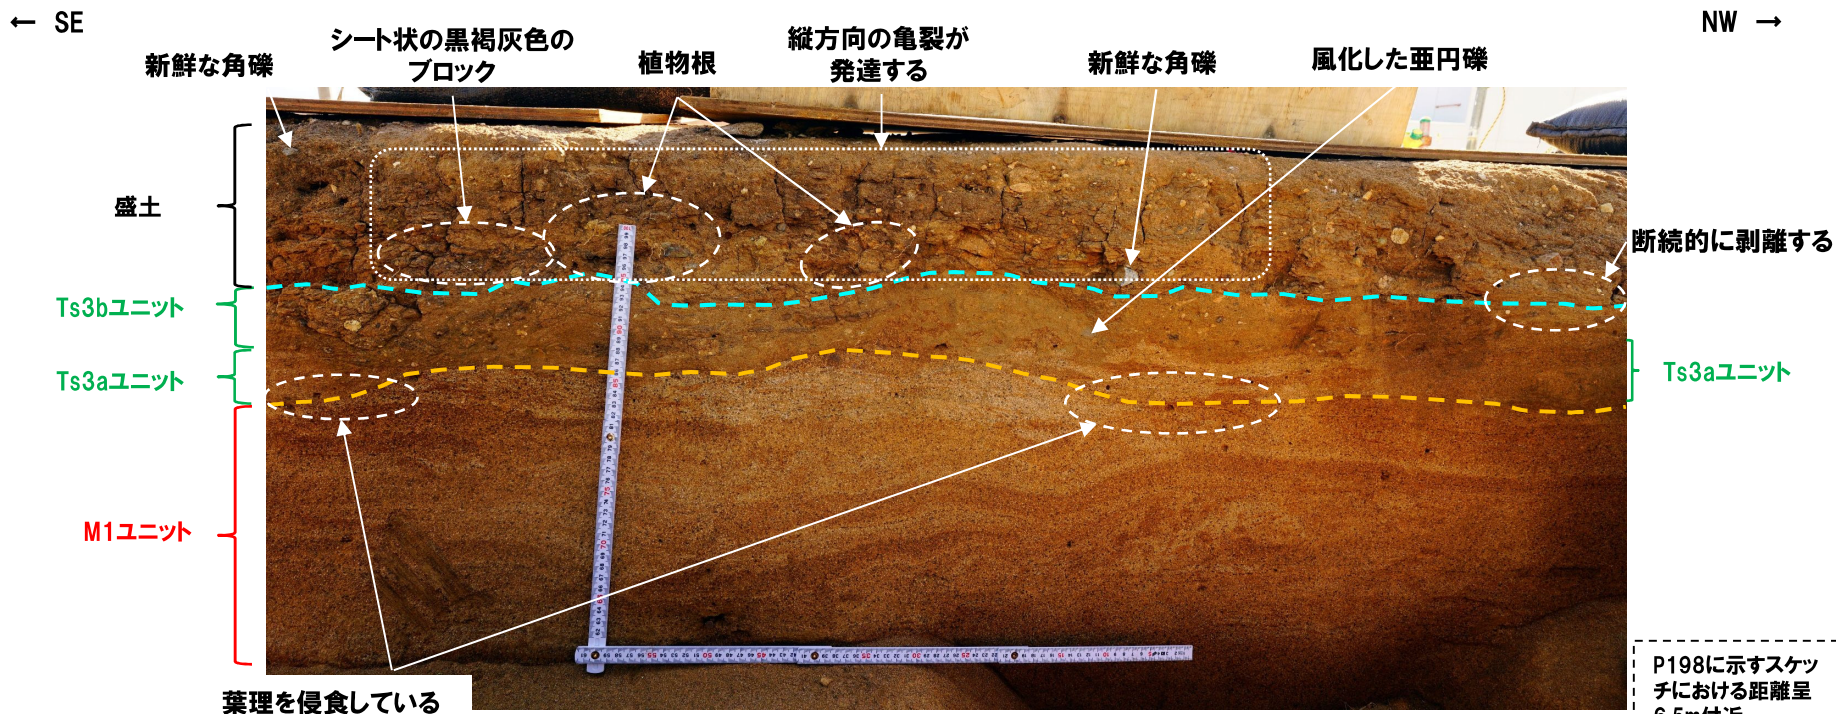 ← SE
NW →
新鮮な角礫
シート状の黒褐灰色の
ブロック
植物根
縦方向の亀裂が
発達する
新鮮な角礫
風化した亜円礫
盛土
断続的に剥離する
Ts3bユニット
Ts3aユニット
Ts3aユニット
M1ユニット
葉理を侵食している
P198に示すスケッ
チにおける距離呈